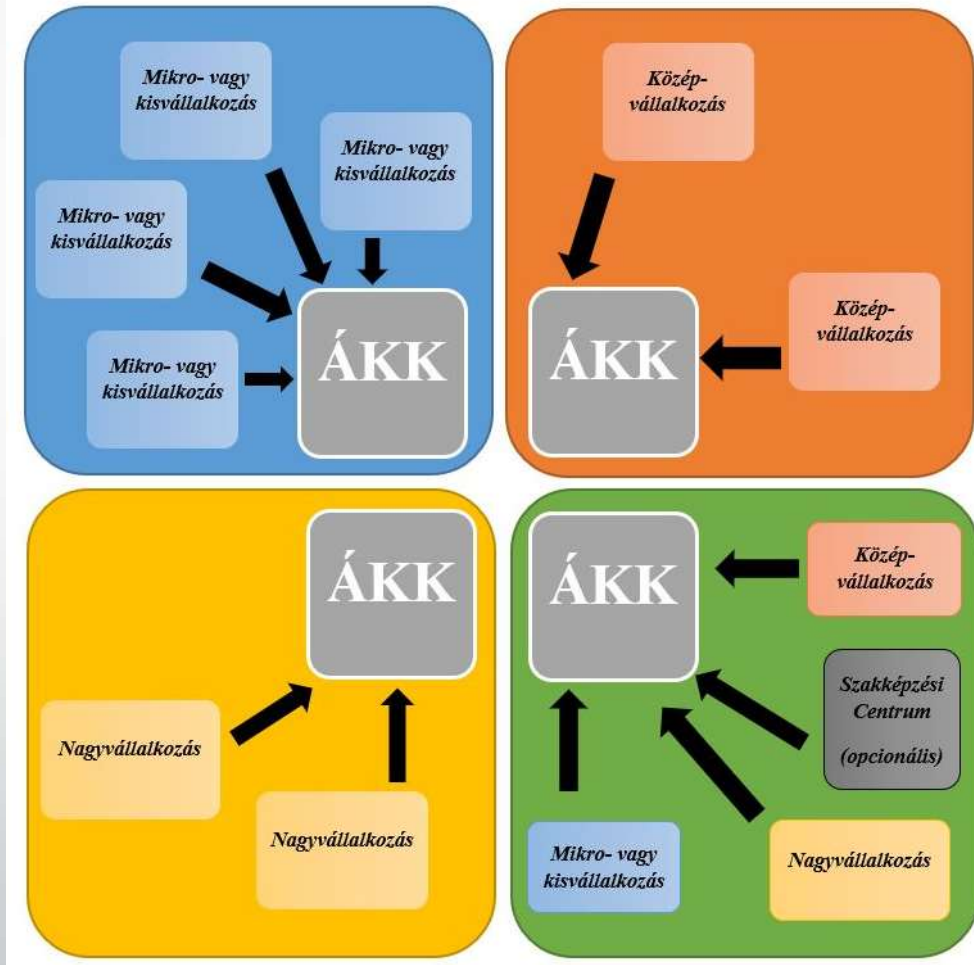 Mikro- vagy
kisvállalkozás
Mikro- vagy
kisvállalkozás
Mikro- vagy
kisvállalkozás
Mikro- vagy
kisvállalkozás
ÁKK
Közép-
vállalkozás
Közép-
vállalkozás
ÁKK
ÁKK
Nagyvállalkozás
Nagyvállalkozás
ÁKK
Közép-
vállalkozás
Szakképzési
Centrum
(opcionális)
Mikro- vagy
kisvállalkozás
Nagyvállalkozás